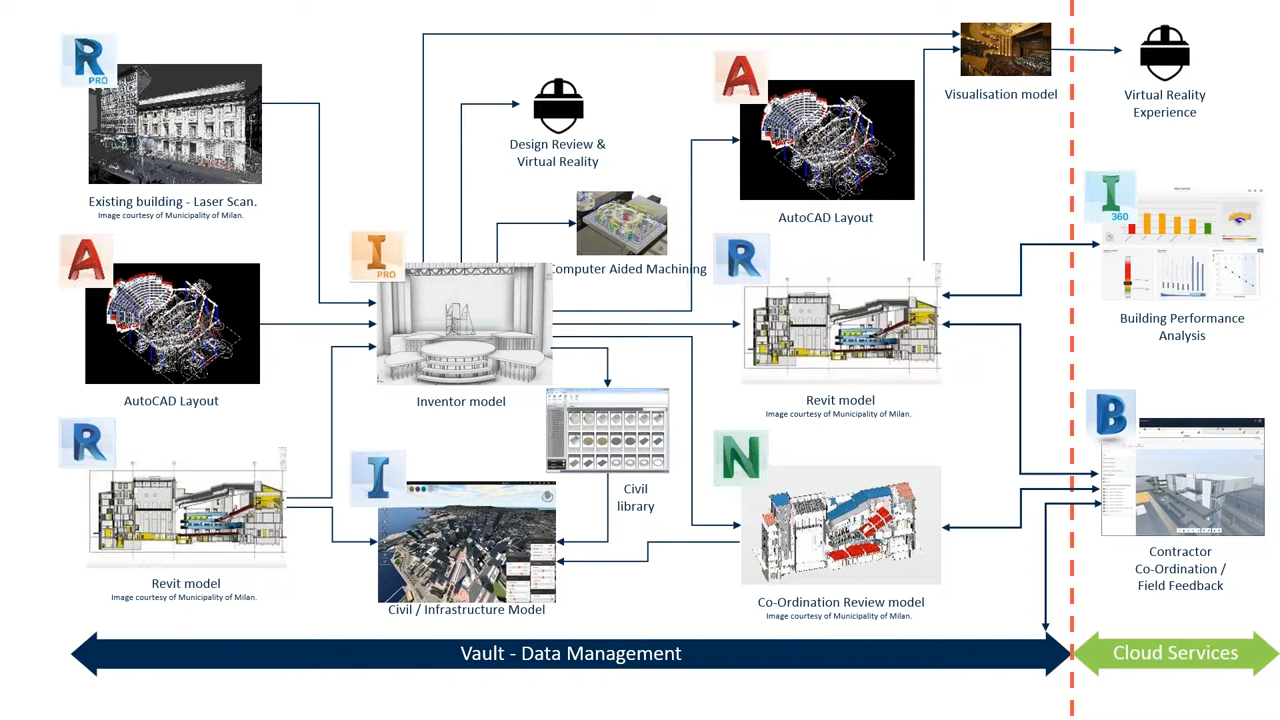 R
PRO
Existing building - Laser Scan.
Image courtesy of Municipality of Milan.
A
AutoCAD Layout
R
Revit model
Image courtesy of Municipality of Milan.
Design Review &
Virtual Reality
Computer Aided Machining
I
PRO
Inventor model
Civil
library
I
Civil / Infrastructure Model
A
AutoCAD Layout
R
Revit model
Image courtesy of Municipality of Milan.
N
Co-Ordination Review model
Image courtesy of Municipality of Milan.
Visualisation model
Virtual Reality
Experience
I
360
Building Performance
Analysis
B
Contractor
Co-Ordination /
Field Feedback
Vault - Data Management
Cloud Services